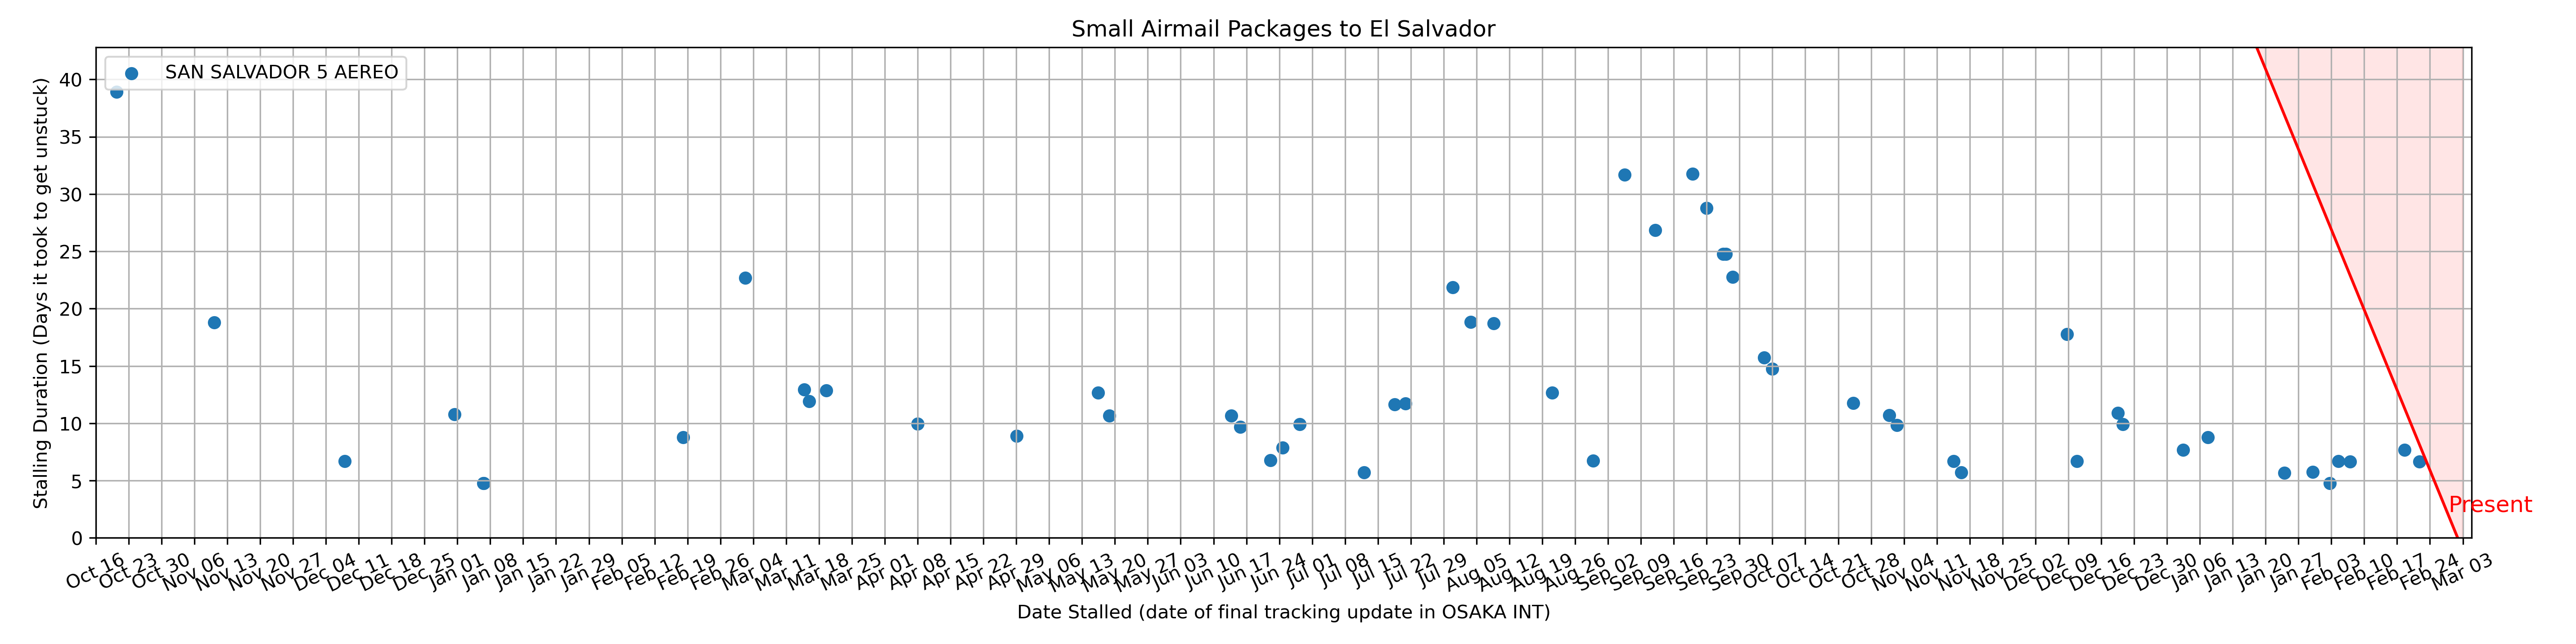 Small Airmail Packages to El Salvador
SAN SALVADOR 5 AEREO
Stalling Duration (Days it took to get unstuck)
40
35
30
25
20
15
10
5
0
Present
Oct 16 Oct 23 Oct 30 Nov 06 Nov 13 Nov 20 Nov 27 Dec 04 Dec 11 Dec 18 Dec 25 Jan 01 Jan 08 Jan 15 Jan 22 Jan 29 Feb 05 Feb 12 Feb 19 Feb 26 Mar 04 Mar 11 Mar 18 Mar 25 Apr 01 Apr 08 Apr 15 Apr 22 Apr 29 May 06 May 13 May 20 May 27 Jun 03 Jun 10 Jun 17 Jun 24 Jul 01 Jul 08 Jul 15 Jul 22 Jul 29 Aug 05 Aug 12 Aug 19 Aug 26 Sep 02 Sep 09 Sep 16 Sep 23 Sep 30 Oct 07 Oct 14 Oct 21 Oct 28 Nov 04 Nov 11 Nov 18 Nov 25 Dec 02 Dec 09 Dec 16 Dec 23 Dec 30 Jan 06 Jan 13 Jan 20 Jan 27 Feb 03 Feb 10 Feb 17 Feb 24 Mar 03
Date Stalled (date of final tracking update in OSAKA INT)